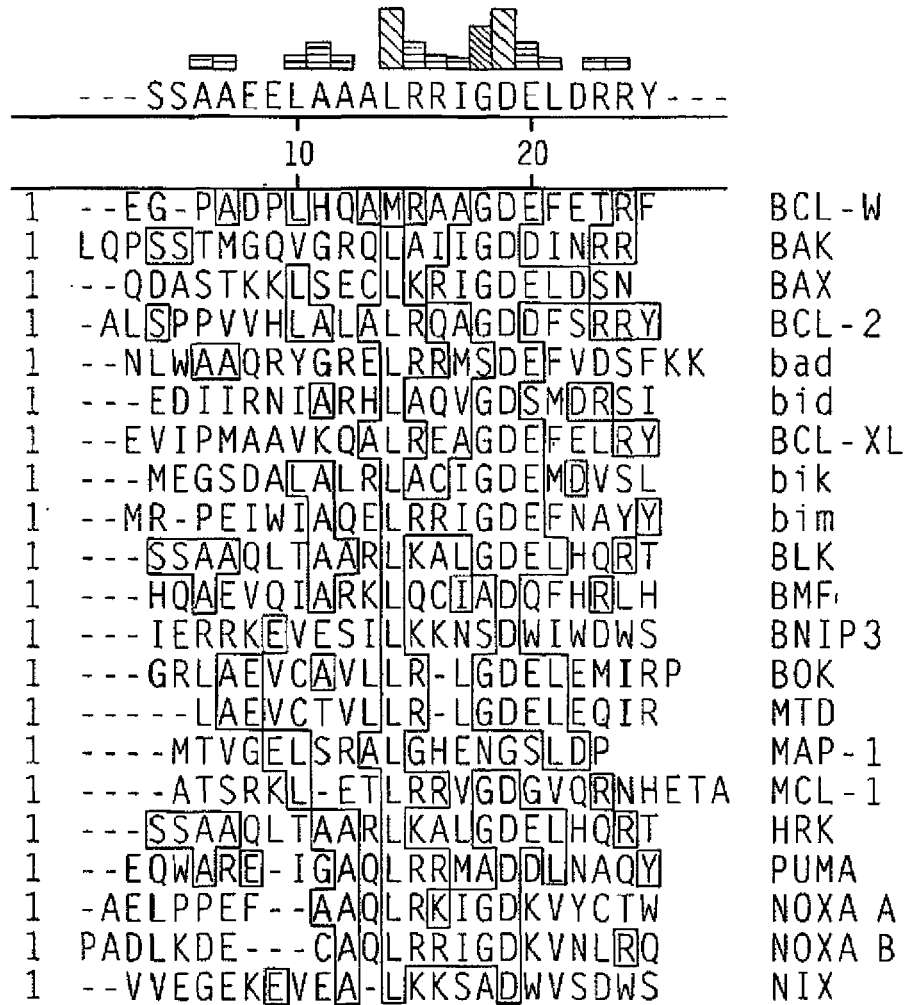 ---SSAAEELAAALRRIGDELDRRY---
10 20
1 --EG-PADPLHQAMRAAGDEFETRF BCL-W
1 LQPSSTMGQVGRQLAIIGDDINRR BAK
1 --QDASTKKLSECLKRIGDELDSN BAX
1 -ALSPPVVHLALALRQAGDDFSRRY BCL-2
1 --NLWAAQRYGRELRRMSDEFVDSFKK bad
1 ---EDIIRNIARHLAQVGDSMDRSI bid
1 --EVIPMAAVKQALREAGDEFELRY BCL-XL
1 ---MEGSDALALRLACIGDEMDVSL bik
1 --MR-PEIWIAQELRRIGDEFNAYY bim
1 ---SSAAQLTAARLKALGDELHQRT BLK
1 ---HQAEVQIARKLQCIADQFHRLH BMF
1 ---IERRKEVESILKKNSDWIWDWS BNIP3
1 ---GRLAEVCAVLLR-LGDELEMIRP BOK
1 -----LAEVCTVLLR-LGDELEQIR MTD
1 ----MTVGELSRALGHENGSLDP MAP-1
1 ----ATSRKL-ETLRRVGDGVQRNHETA MCL-1
1 ---SSAAQLTAARLKALGDELHQRT HRK
1 --EQWARE-IGAQLRRMADDLNAQY PUMA
1 -AELPPEF--AAQLRKIGDKVYCTW NOXA A
1 PADLKDE---CAQLRRIGDKVNLRQ NOXA B
1 --VVEGEKEVEA-LKKSADWVSDWS NIX